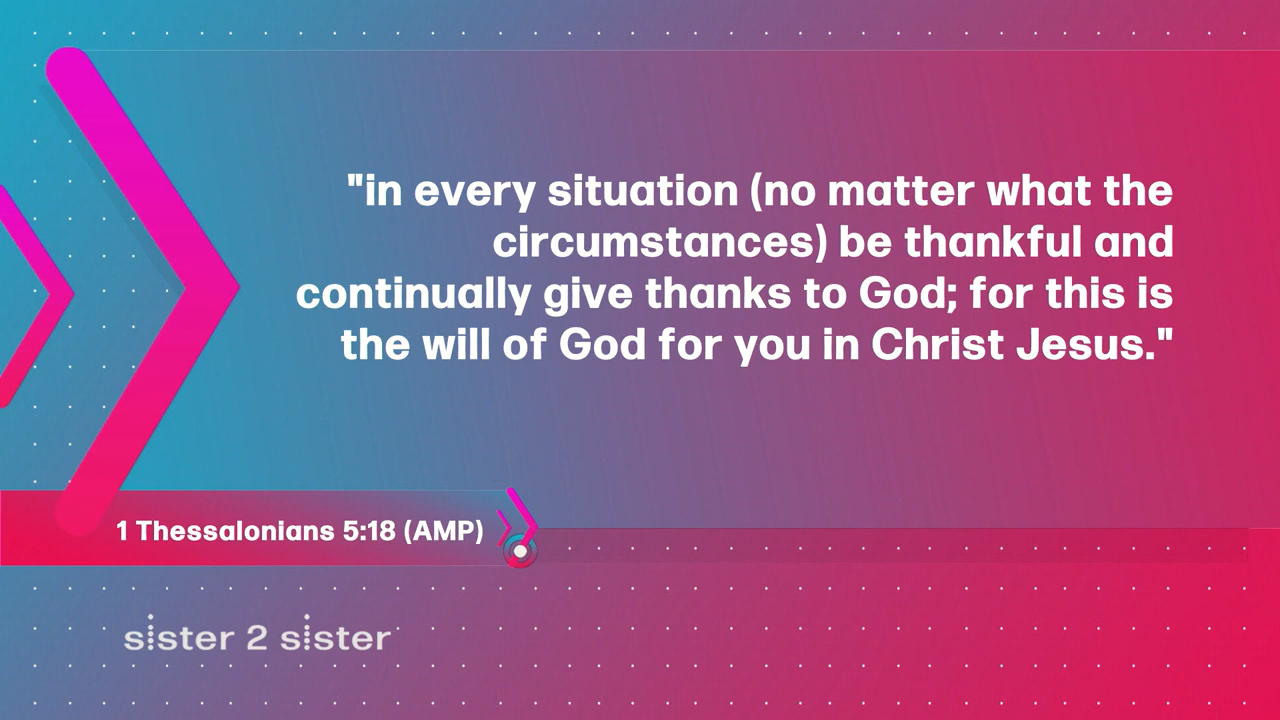 "in every situation (no matter what the
circumstances) be thankful and
continually give thanks to God; for this is
the will of God for you in Christ Jesus."
1 Thessalonians 5:18 (AMP)
sister 2 sister